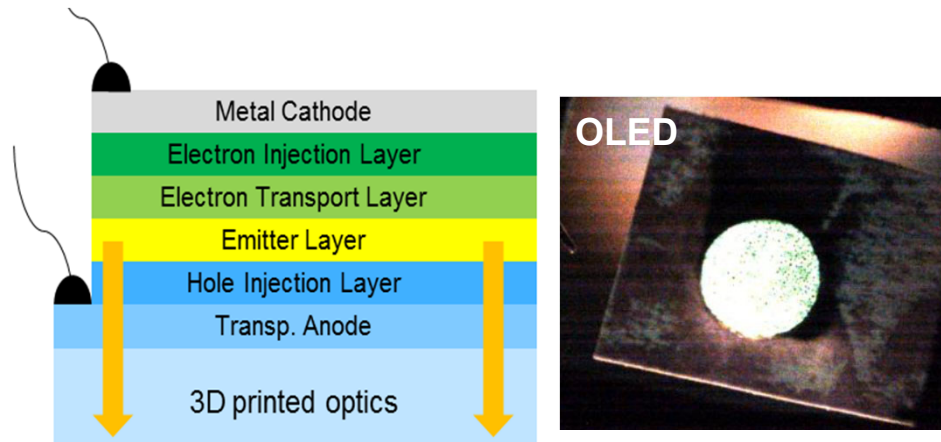 Metal Cathode
Electron Injection Layer
Electron Transport Layer
Emitter Layer
Hole Injection Layer
Transp. Anode
3D printed optics
OLED